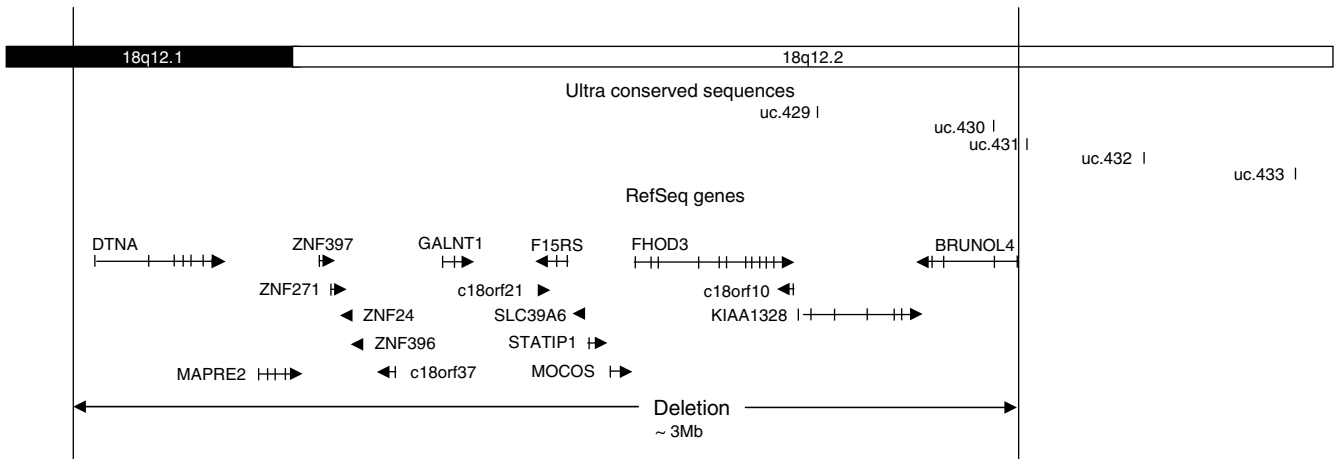 18q12.1 18q12.2
Ultra conserved sequences
uc.429
uc.430
uc.431
uc.432
uc.433
RefSeq genes
DTNA ZNF397 GALNT1 F15RS FHOD3 BRUNOL4
ZNF271 c18orf21 c18orf10
ZNF24 SLC39A6 KIAA1328
ZNF396 STATIP1
MAPRE2 c18orf37 MOCOS
Deletion
~ 3Mb